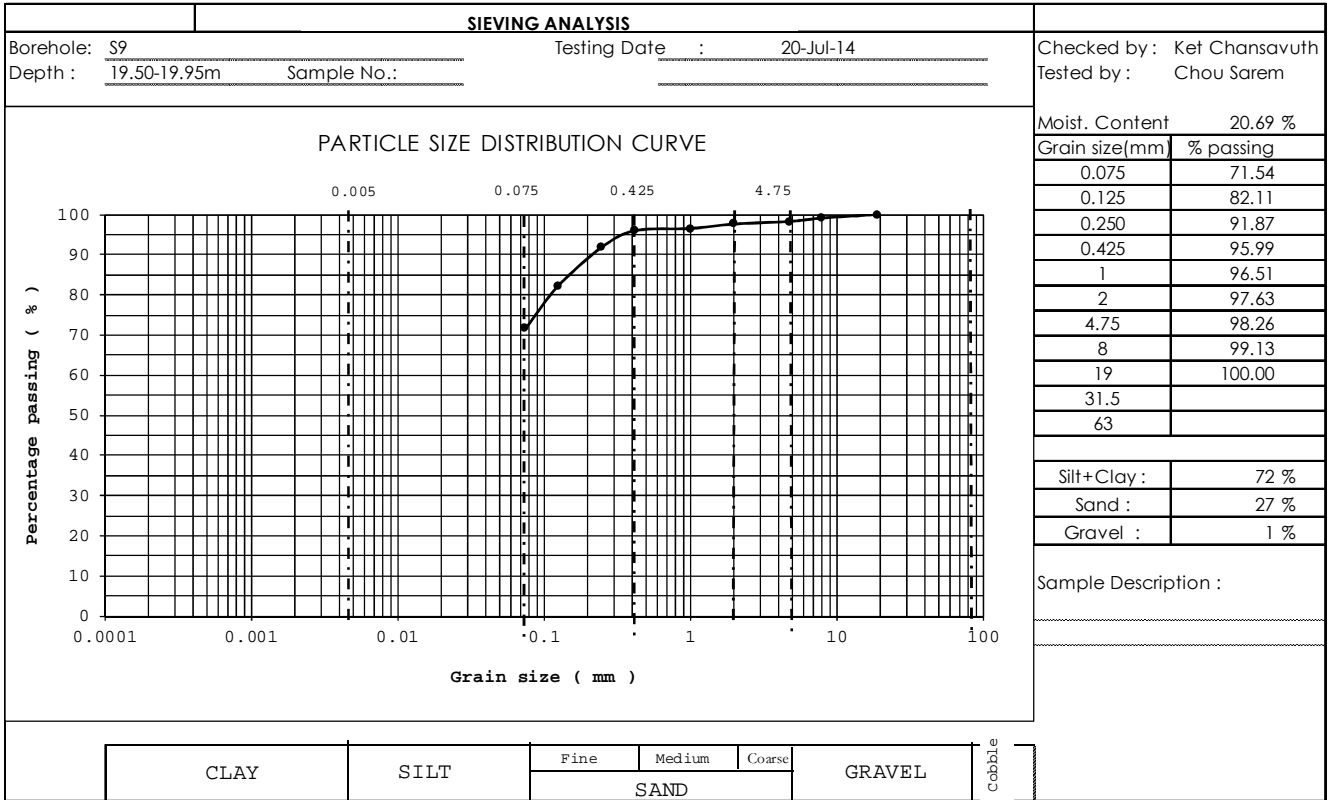 SIEVING ANALYSIS
Borehole: S9 Testing Date : 20-Jul-14
Depth : 19.50-19.95m Sample No.:
Checked by : Ket Chansavuth
Tested by : Chou Sarem
Moist. Content 20.69 %
Grain size(mm) % passing
0.075 71.54
0.125 82.11
0.250 91.87
0.425 95.99
1 96.51
2 97.63
4.75 98.26
8 99.13
19 100.00
31.5
63
Silt+Clay : 72 %
Sand : 27 %
Gravel : 1 %
Sample Description :
PARTICLE SIZE DISTRIBUTION CURVE
0.005 0.075 0.425 4.75
100
90
80
70
60
50
40
30
20
10
0
Percentage passing ( % )
0.0001 0.001 0.01 0.1 1 10 100
Grain size ( mm )
CLAY SILT Fine Medium Coarse GRAVEL Cobble
SAND